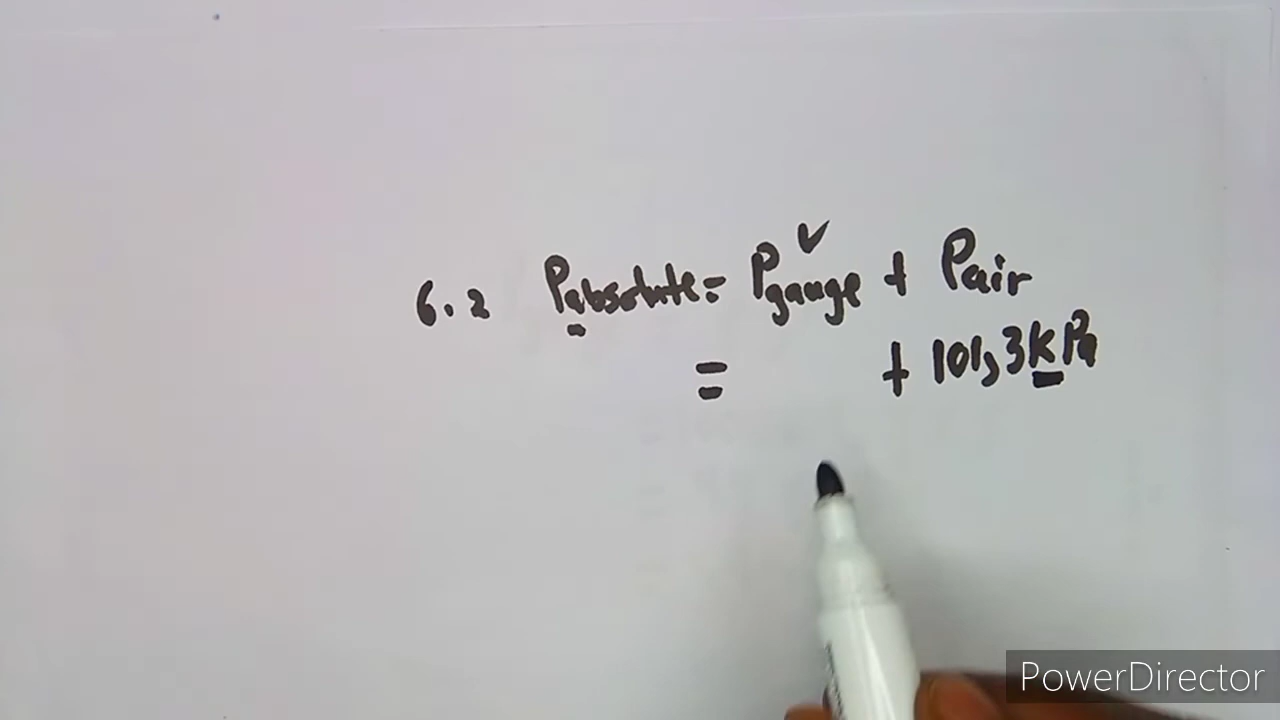 6.2 Pabsolute = Pgauge + Pair
= + 101,3 kPa
PowerDirector